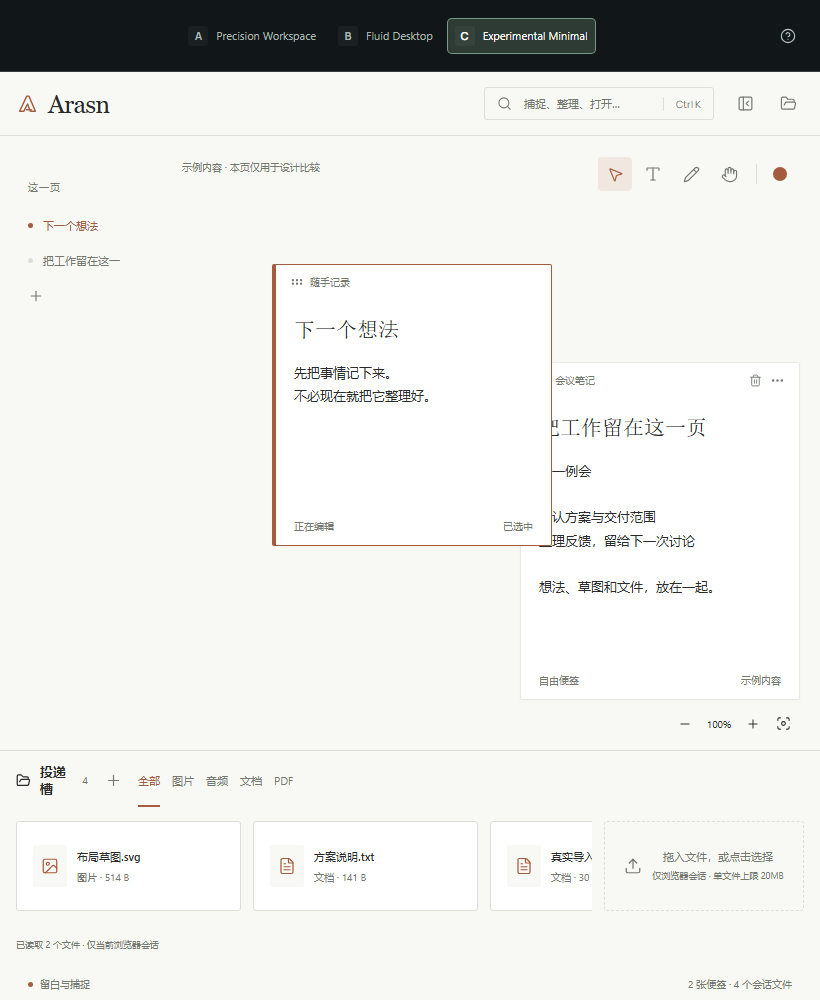 A Precision Workspace
B Fluid Desktop
C Experimental Minimal
Arasn
捕捉、整理、打开... Ctrl K
示例内容 · 本页仅用于设计比较
这一页
下一个想法
把工作留在这一
随手记录
下一个想法
先把事情记下来。
不必现在就把它整理好。
正在编辑 已选中
会议笔记
把工作留在这一页
一例会
认方案与交付范围
理反馈，留给下一次讨论
想法、草图和文件，放在一起。
自由便签 示例内容
100%
投递槽 4
全部 图片 音频 文档 PDF
布局草图.svg
图片 · 514 B
方案说明.txt
文档 · 141 B
真实导入
文档 · 30
拖入文件，或点击选择
仅浏览器会话 · 单文件上限 20MB
已读取 2 个文件 · 仅当前浏览器会话
留白与捕捉
2 张便签 · 4 个会话文件